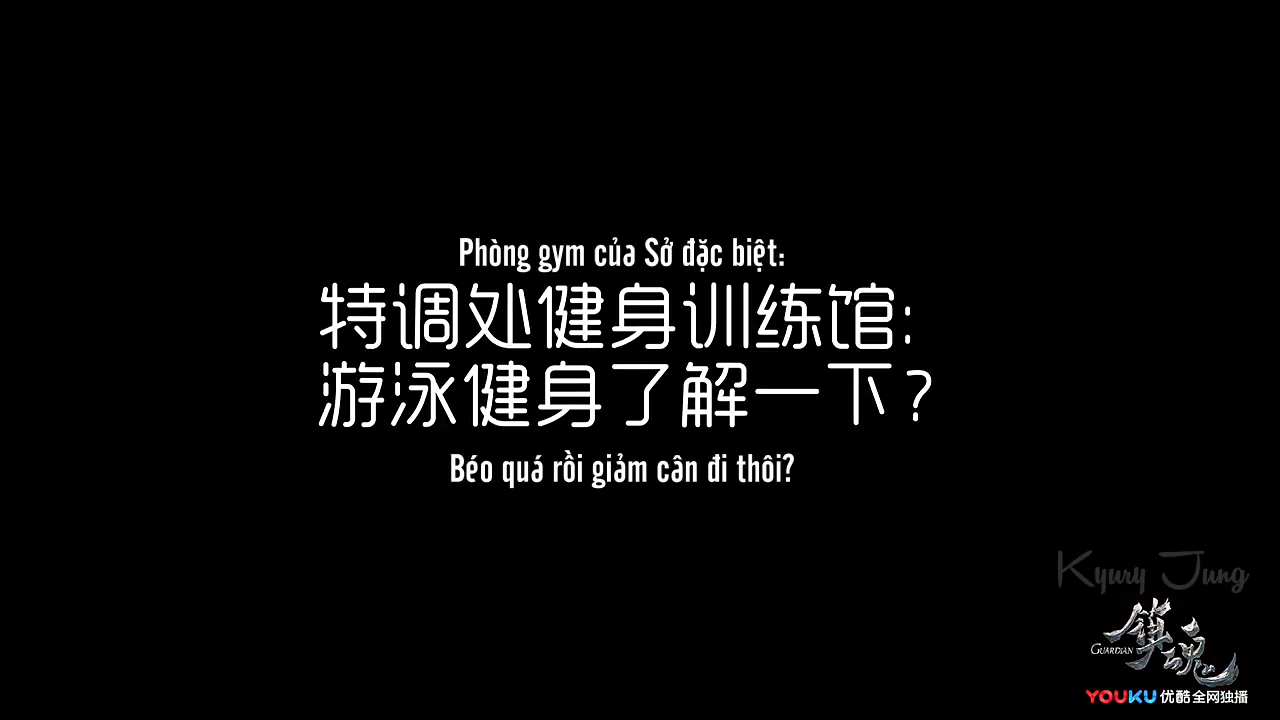 Phòng gym của Sở đặc biệt:
特调处健身训练馆:
游泳健身了解一下?
Béo quá rồi giảm cân đi thôi?
Kyury Jung
镇魂
GUARDIAN
YOUKU 优酷全网独播